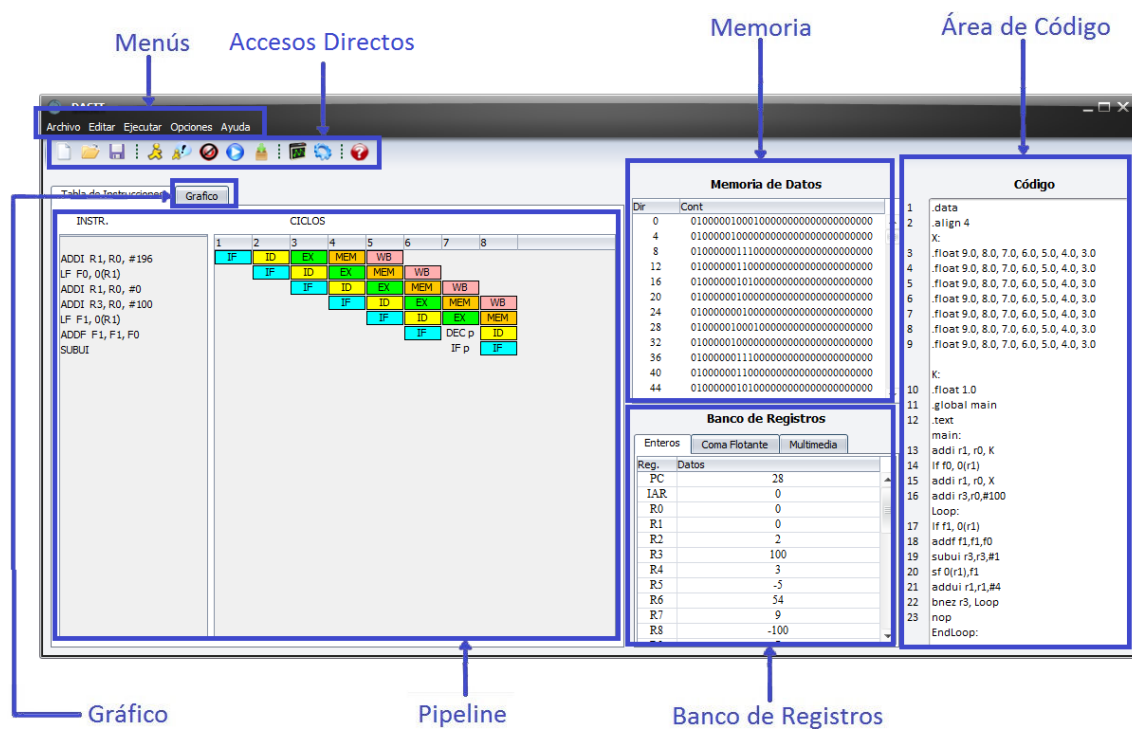 Menús
Accesos Directos
Memoria
Área de Código
DASIT
Archivo Editar Ejecutar Opciones Ayuda
Tabla de Instrucciones
Grafico
INSTR. CICLOS
1 2 3 4 5 6 7 8
ADDI R1, R0, #196 IF ID EX MEM WB
LF F0, 0(R1) IF ID EX MEM WB
ADDI R1, R0, #0 IF ID EX MEM WB
ADDI R3, R0, #100 IF ID EX MEM WB
LF F1, 0(R1) IF ID EX MEM
ADDF F1, F1, F0 IF DEC p ID
SUBUI IF p IF
Memoria de Datos
Dir Cont
0 01000001000100000000000000000000
4 01000001000000000000000000000000
8 01000000111000000000000000000000
12 01000000110000000000000000000000
16 01000000101000000000000000000000
20 01000000100000000000000000000000
24 01000000010000000000000000000000
28 01000001000100000000000000000000
32 01000001000000000000000000000000
36 01000000111000000000000000000000
40 01000000110000000000000000000000
44 01000000101000000000000000000000
Banco de Registros
Enteros Coma Flotante Multimedia
Reg. Datos
PC 28
IAR 0
R0 0
R1 0
R2 2
R3 100
R4 3
R5 -5
R6 54
R7 9
R8 -100
Código
1 .data
2 .align 4
X:
3 .float 9.0, 8.0, 7.0, 6.0, 5.0, 4.0, 3.0
4 .float 9.0, 8.0, 7.0, 6.0, 5.0, 4.0, 3.0
5 .float 9.0, 8.0, 7.0, 6.0, 5.0, 4.0, 3.0
6 .float 9.0, 8.0, 7.0, 6.0, 5.0, 4.0, 3.0
7 .float 9.0, 8.0, 7.0, 6.0, 5.0, 4.0, 3.0
8 .float 9.0, 8.0, 7.0, 6.0, 5.0, 4.0, 3.0
9 .float 9.0, 8.0, 7.0, 6.0, 5.0, 4.0, 3.0
K:
10 .float 1.0
11 .global main
12 .text
main:
13 addi r1, r0, K
14 lf f0, 0(r1)
15 addi r1, r0, X
16 addi r3,r0,#100
Loop:
17 lf f1, 0(r1)
18 addf f1,f1,f0
19 subui r3,r3,#1
20 sf 0(r1),f1
21 addui r1,r1,#4
22 bnez r3, Loop
23 nop
EndLoop:
Gráfico
Pipeline
Banco de Registros